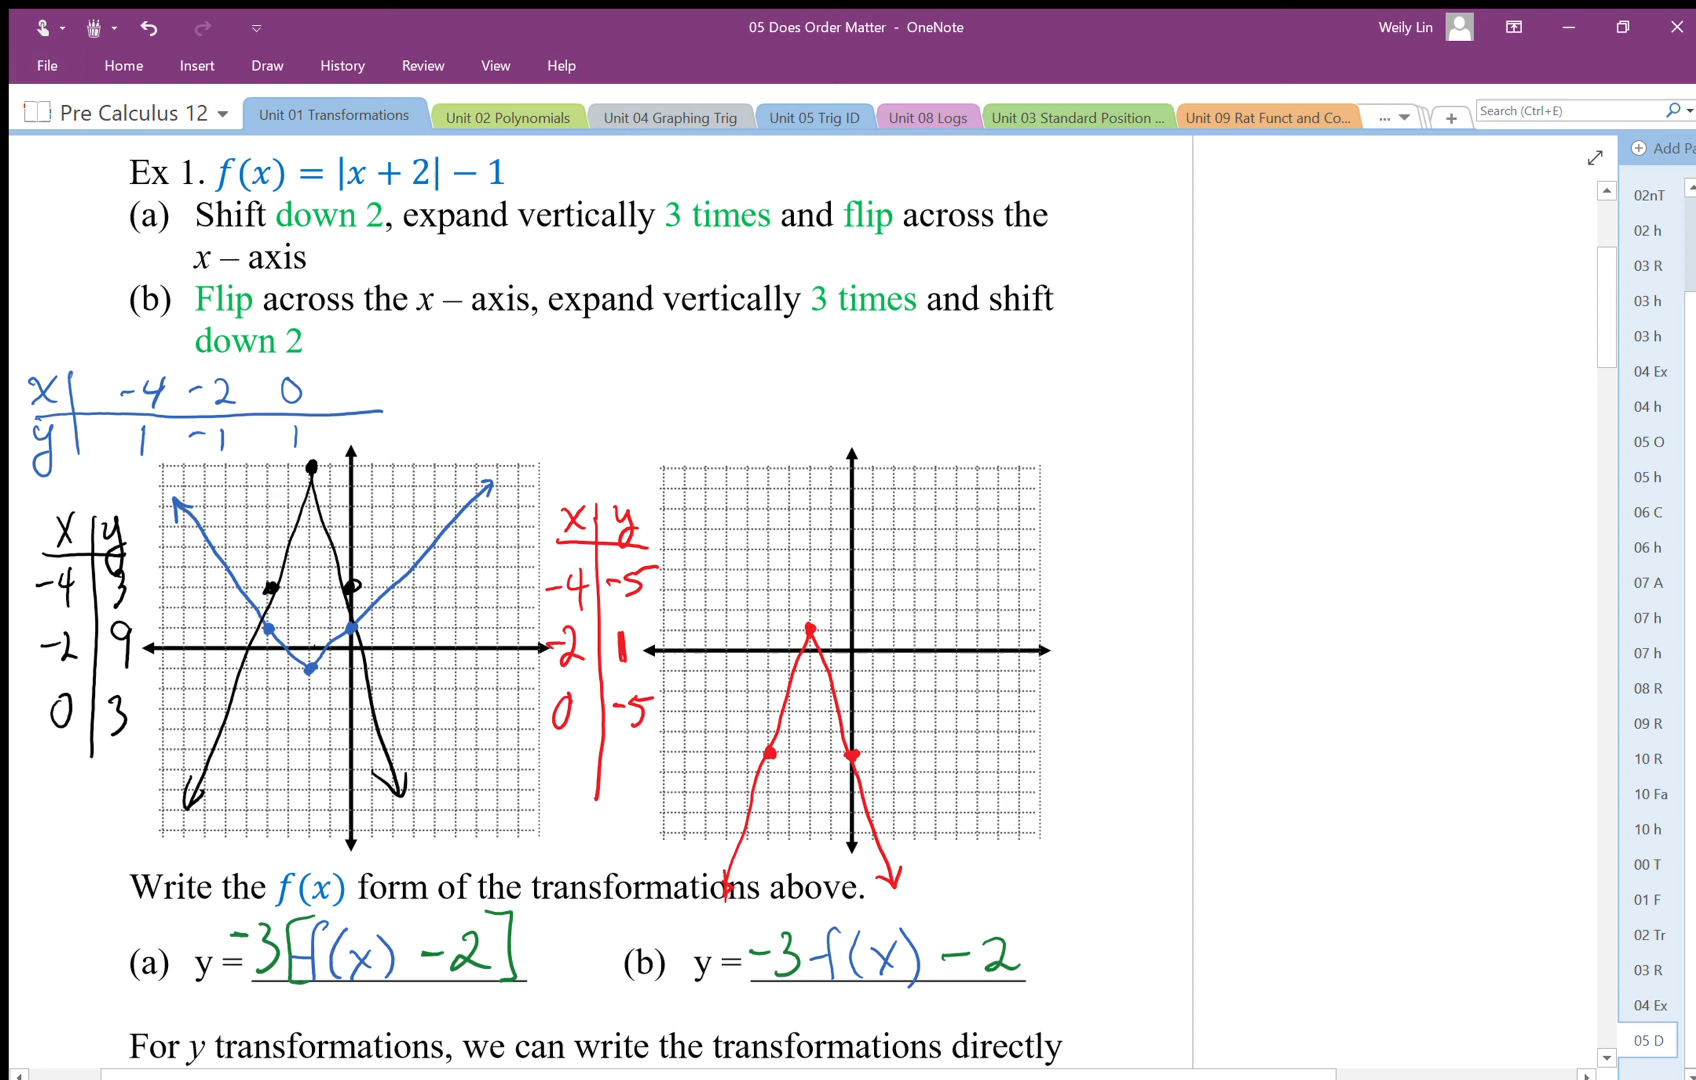 05 Does Order Matter - OneNote
Weily Lin
File Home Insert Draw History Review View Help
Pre Calculus 12
Unit 01 Transformations
Unit 02 Polynomials
Unit 04 Graphing Trig
Unit 05 Trig ID
Unit 08 Logs
Unit 03 Standard Position ...
Unit 09 Rat Funct and Co...
...
Search (Ctrl+E)
Add Pa
Ex 1. f(x) = |x + 2| − 1
(a) Shift down 2, expand vertically 3 times and flip across the
x – axis
(b) Flip across the x – axis, expand vertically 3 times and shift
down 2
x | -4 -2 0
y | 1 -1 1
x | y
-4 | 3
-2 | 9
0 | 3
x | y
-4 | -5
-2 | 1
0 | -5
Write the f(x) form of the transformations above.
(a) y = -3[f(x) -2]
(b) y = -3f(x) - 2
For y transformations, we can write the transformations directly
02nT
02 h
03 R
03 h
03 h
04 Ex
04 h
05 O
05 h
06 C
06 h
07 A
07 h
07 h
08 R
09 R
10 R
10 Fa
10 h
00 T
01 F
02 Tr
03 R
04 Ex
05 D